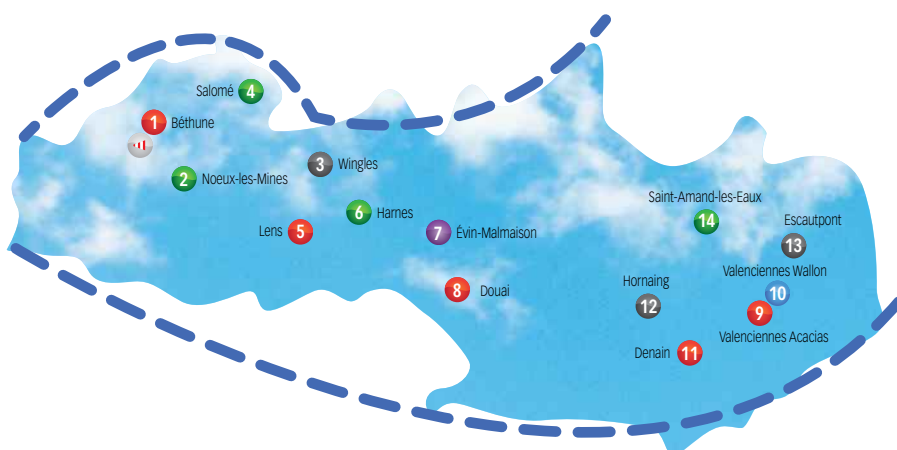 Salomé 4
1 Béthune
3 Wingles
2 Noeux-les-Mines
Saint-Amand-les-Eaux
14
6 Harnes
Escautpont
13
Lens 5
7 Évin-Malmaison
Valenciennes Wallon
10
Hornaing
12
8 Douai
9
Valenciennes Acacias
Denain 11